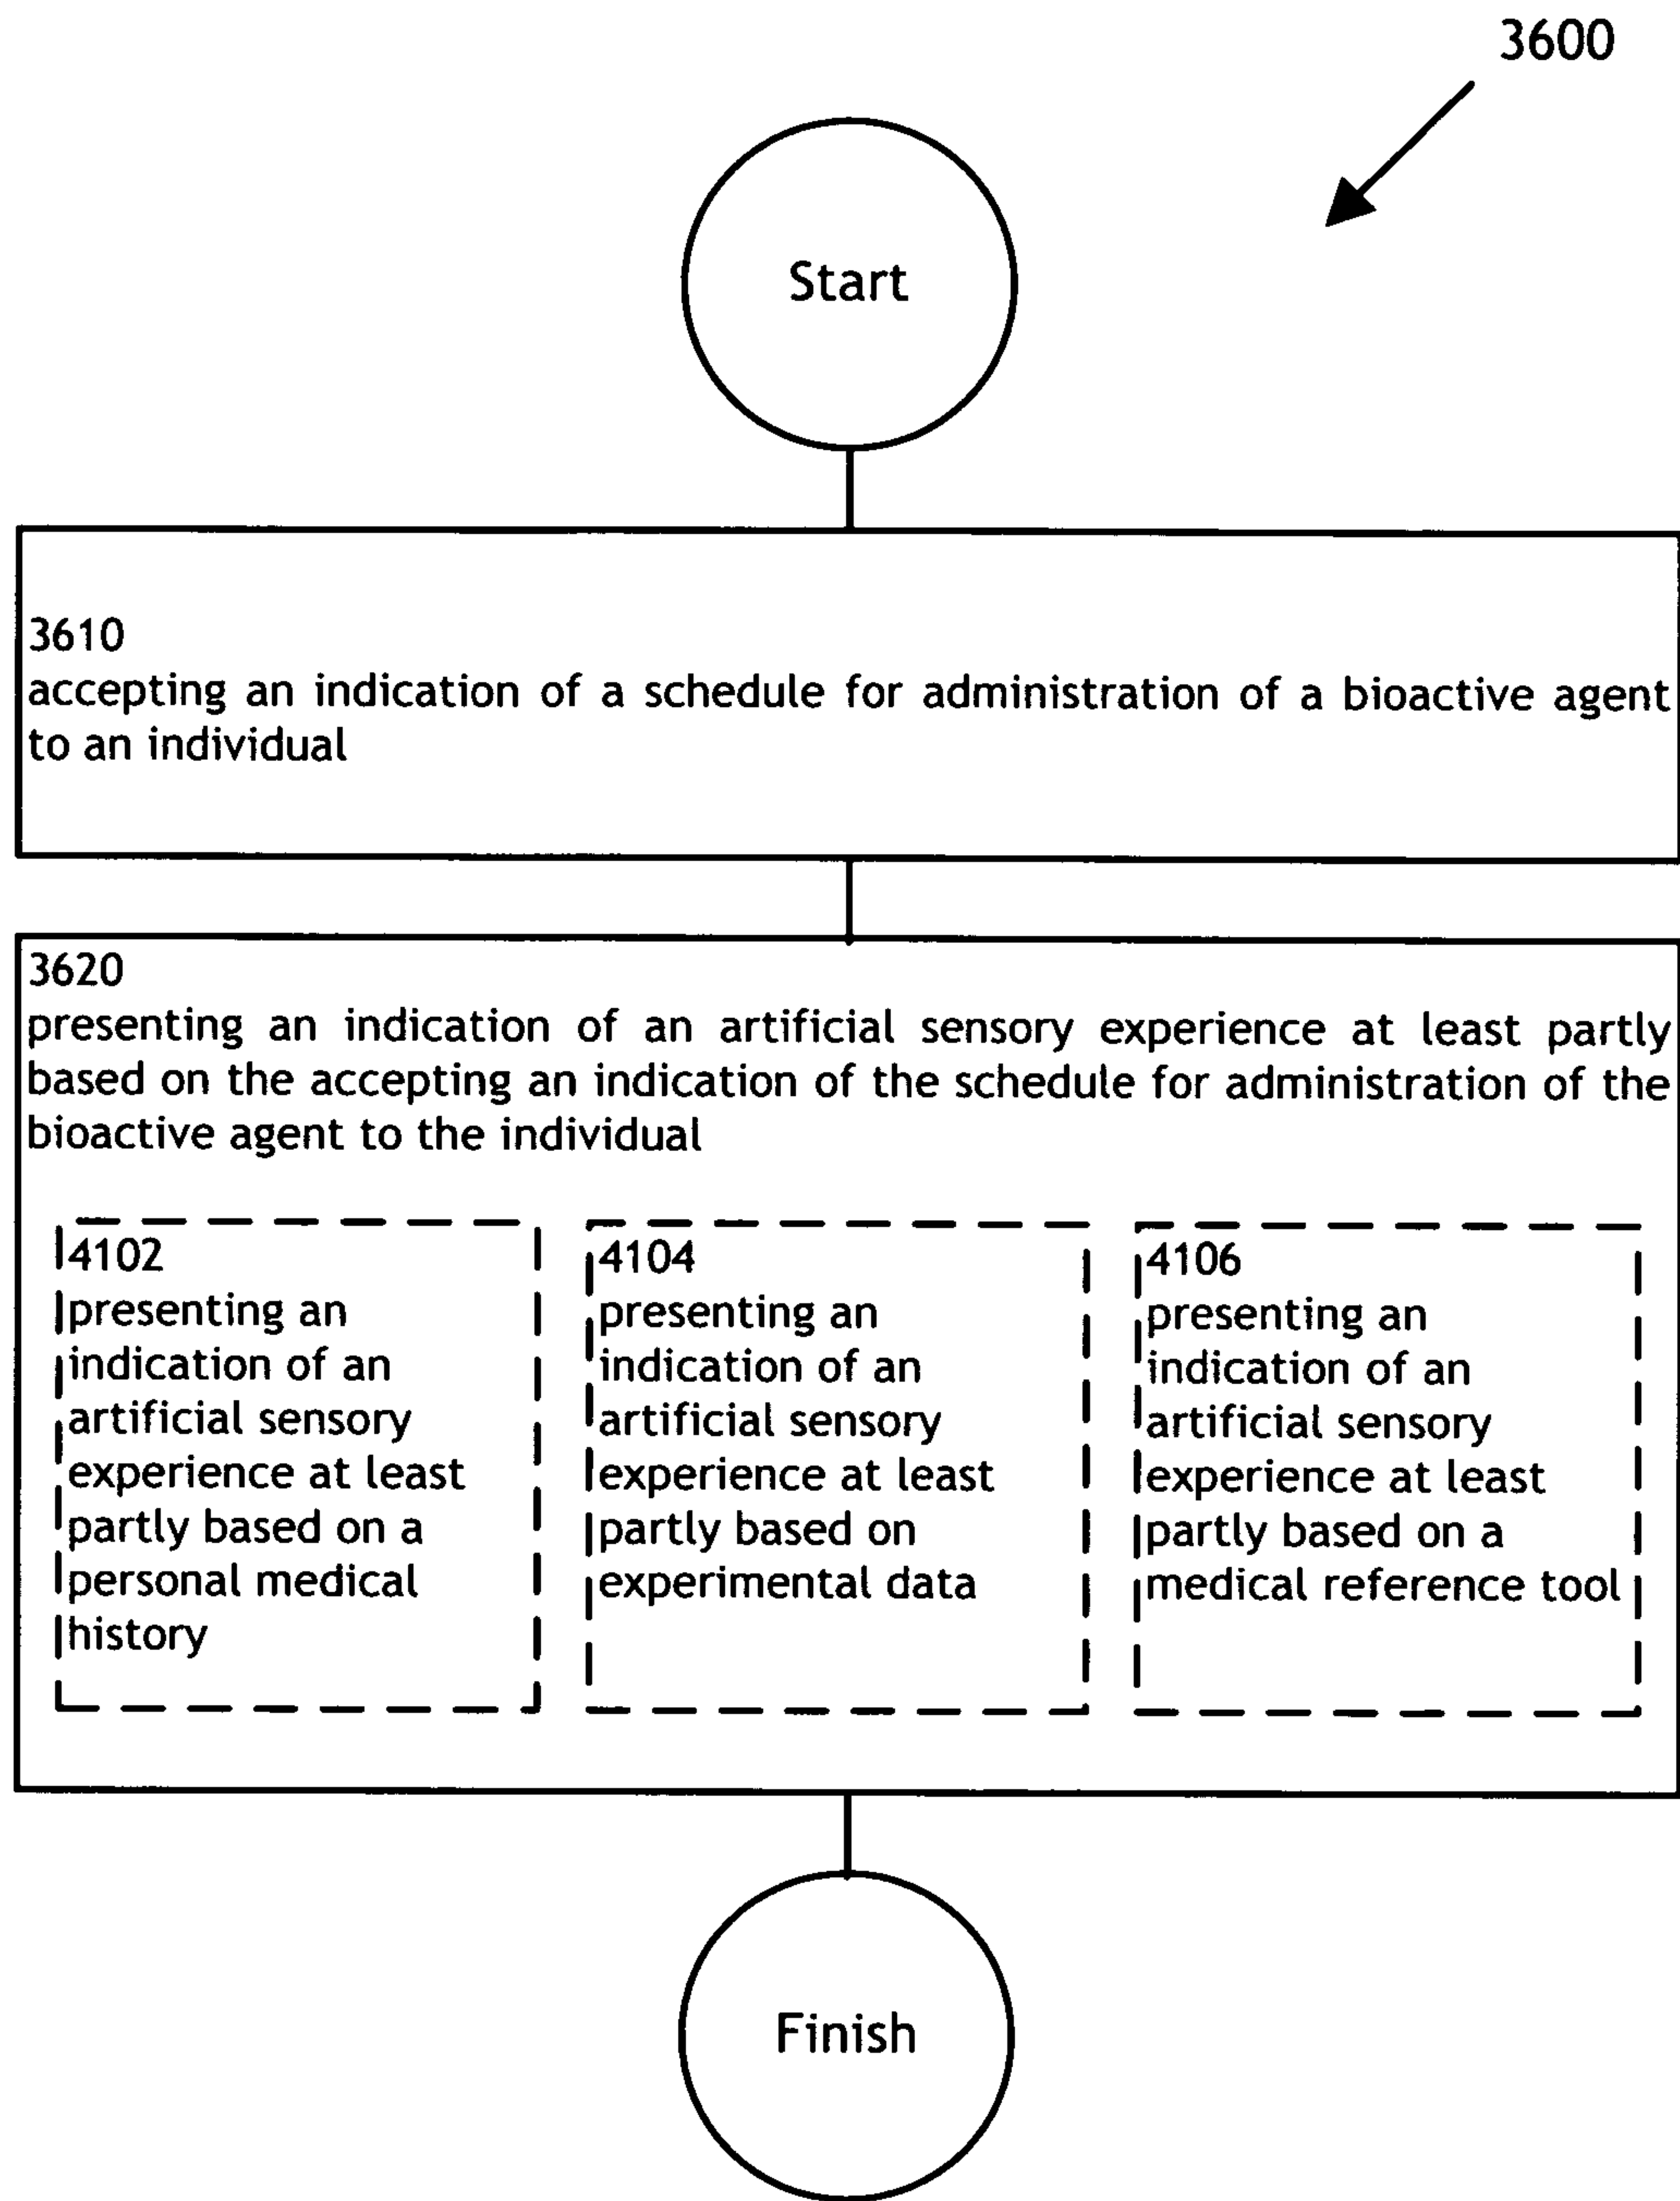 3600
Start
3610
accepting an indication of a schedule for administration of a bioactive agent
to an individual
3620
presenting an indication of an artificial sensory experience at least partly
based on the accepting an indication of the schedule for administration of the
bioactive agent to the individual
4102
presenting an
indication of an
artificial sensory
experience at least
partly based on a
personal medical
history
4104
presenting an
indication of an
artificial sensory
experience at least
partly based on
experimental data
4106
presenting an
indication of an
artificial sensory
experience at least
partly based on a
medical reference tool
Finish